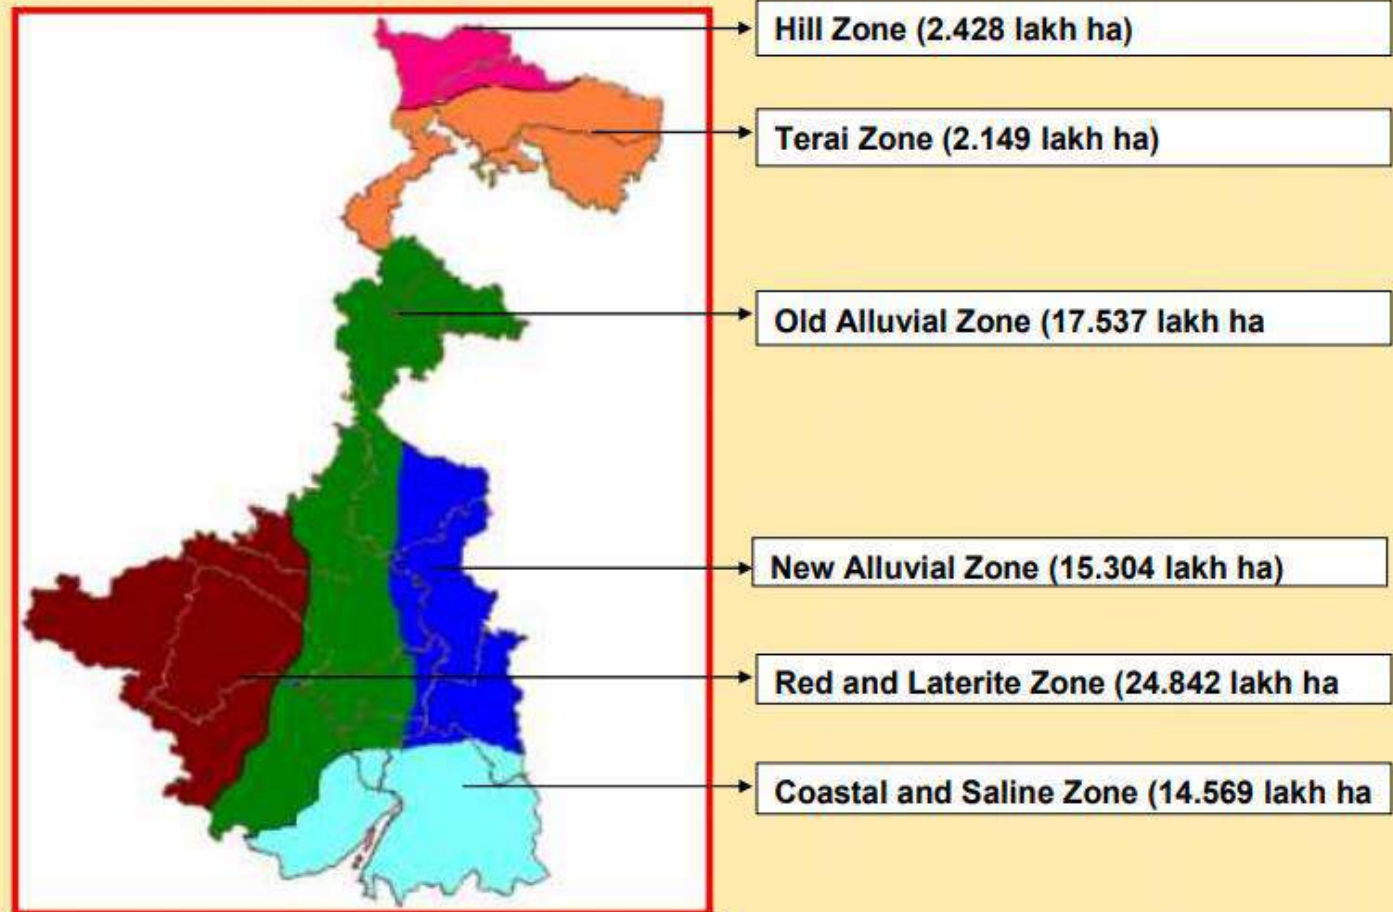 Hill Zone (2.428 lakh ha)
Terai Zone (2.149 lakh ha)
Old Alluvial Zone (17.537 lakh ha
New Alluvial Zone (15.304 lakh ha)
Red and Laterite Zone (24.842 lakh ha
Coastal and Saline Zone (14.569 lakh ha